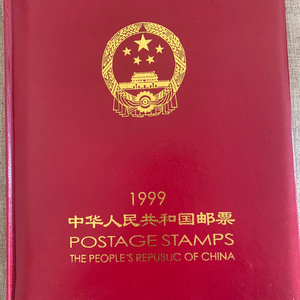 1999
中华人民共和国邮票
POSTAGE STAMPS
THE PEOPLE'S REPUBLIC OF CHINA